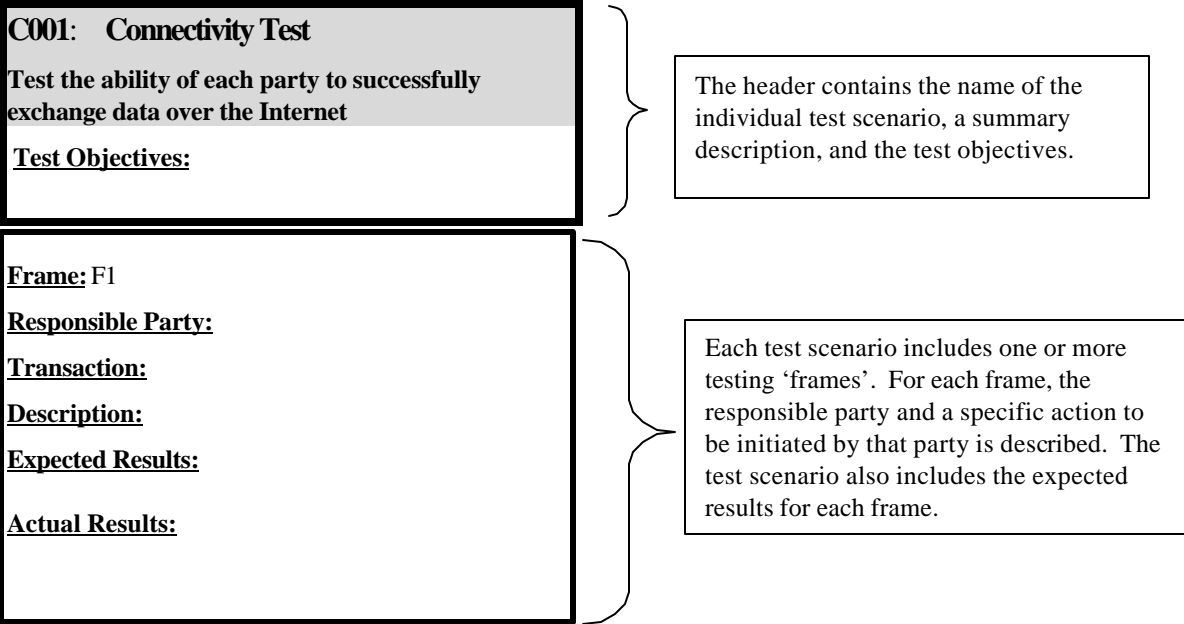 C001: Connectivity Test
Test the ability of each party to successfully
exchange data over the Internet
Test Objectives:
The header contains the name of the
individual test scenario, a summary
description, and the test objectives.
Frame: F1
Responsible Party:
Transaction:
Description:
Expected Results:
Actual Results:
Each test scenario includes one or more
testing ‘frames’. For each frame, the
responsible party and a specific action to
be initiated by that party is described. The
test scenario also includes the expected
results for each frame.